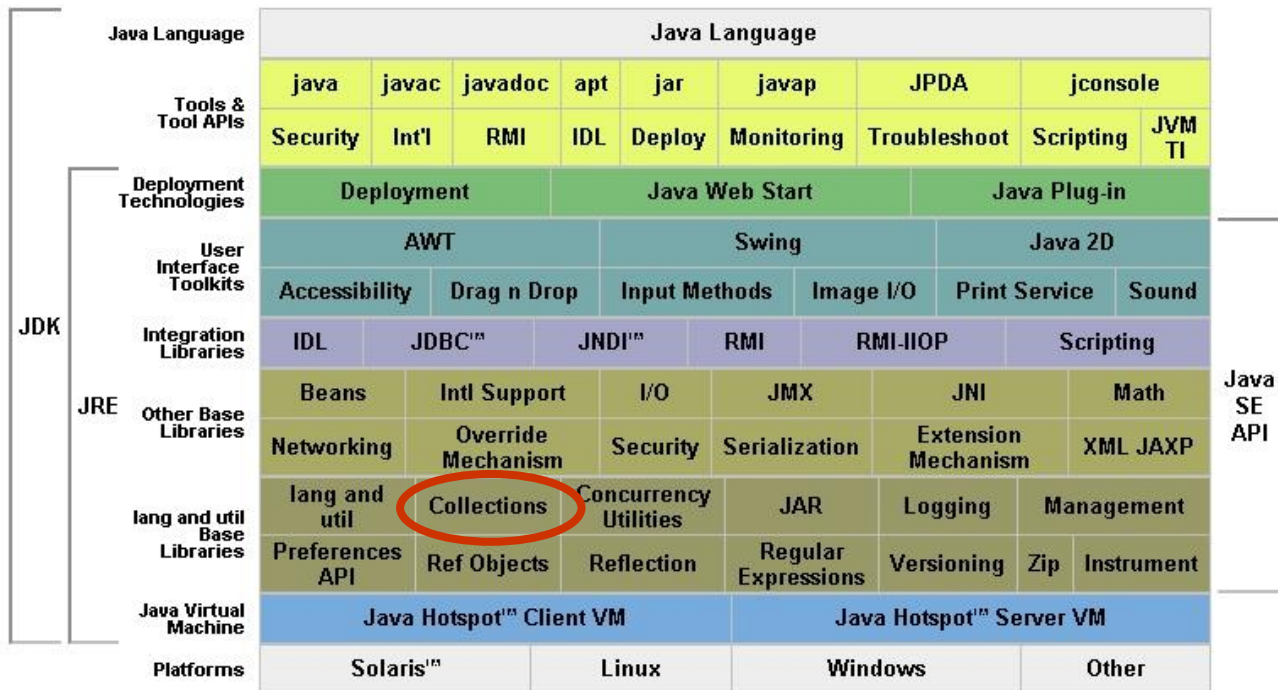 Java Language
Java Language
Tools &
Tool APIs
java javac javadoc apt jar javap JPDA jconsole
Security Int'l RMI IDL Deploy Monitoring Troubleshoot Scripting JVM
TI
Deployment
Technologies
Deployment Java Web Start Java Plug-in
User
Interface
Toolkits
AWT Swing Java 2D
Accessibility Drag n Drop Input Methods Image I/O Print Service Sound
JDK
Integration
Libraries
IDL JDBC™ JNDI™ RMI RMI-IIOP Scripting
JRE
Other Base
Libraries
Beans Intl Support I/O JMX JNI Math
Networking Override
Mechanism Security Serialization Extension
Mechanism XML JAXP
Java
SE
API
lang and util
Base
Libraries
lang and
util Collections Concurrency
Utilities JAR Logging Management
Preferences
API Ref Objects Reflection Regular
Expressions Versioning Zip Instrument
Java Virtual
Machine
Java Hotspot™ Client VM Java Hotspot™ Server VM
Platforms
Solaris™ Linux Windows Other